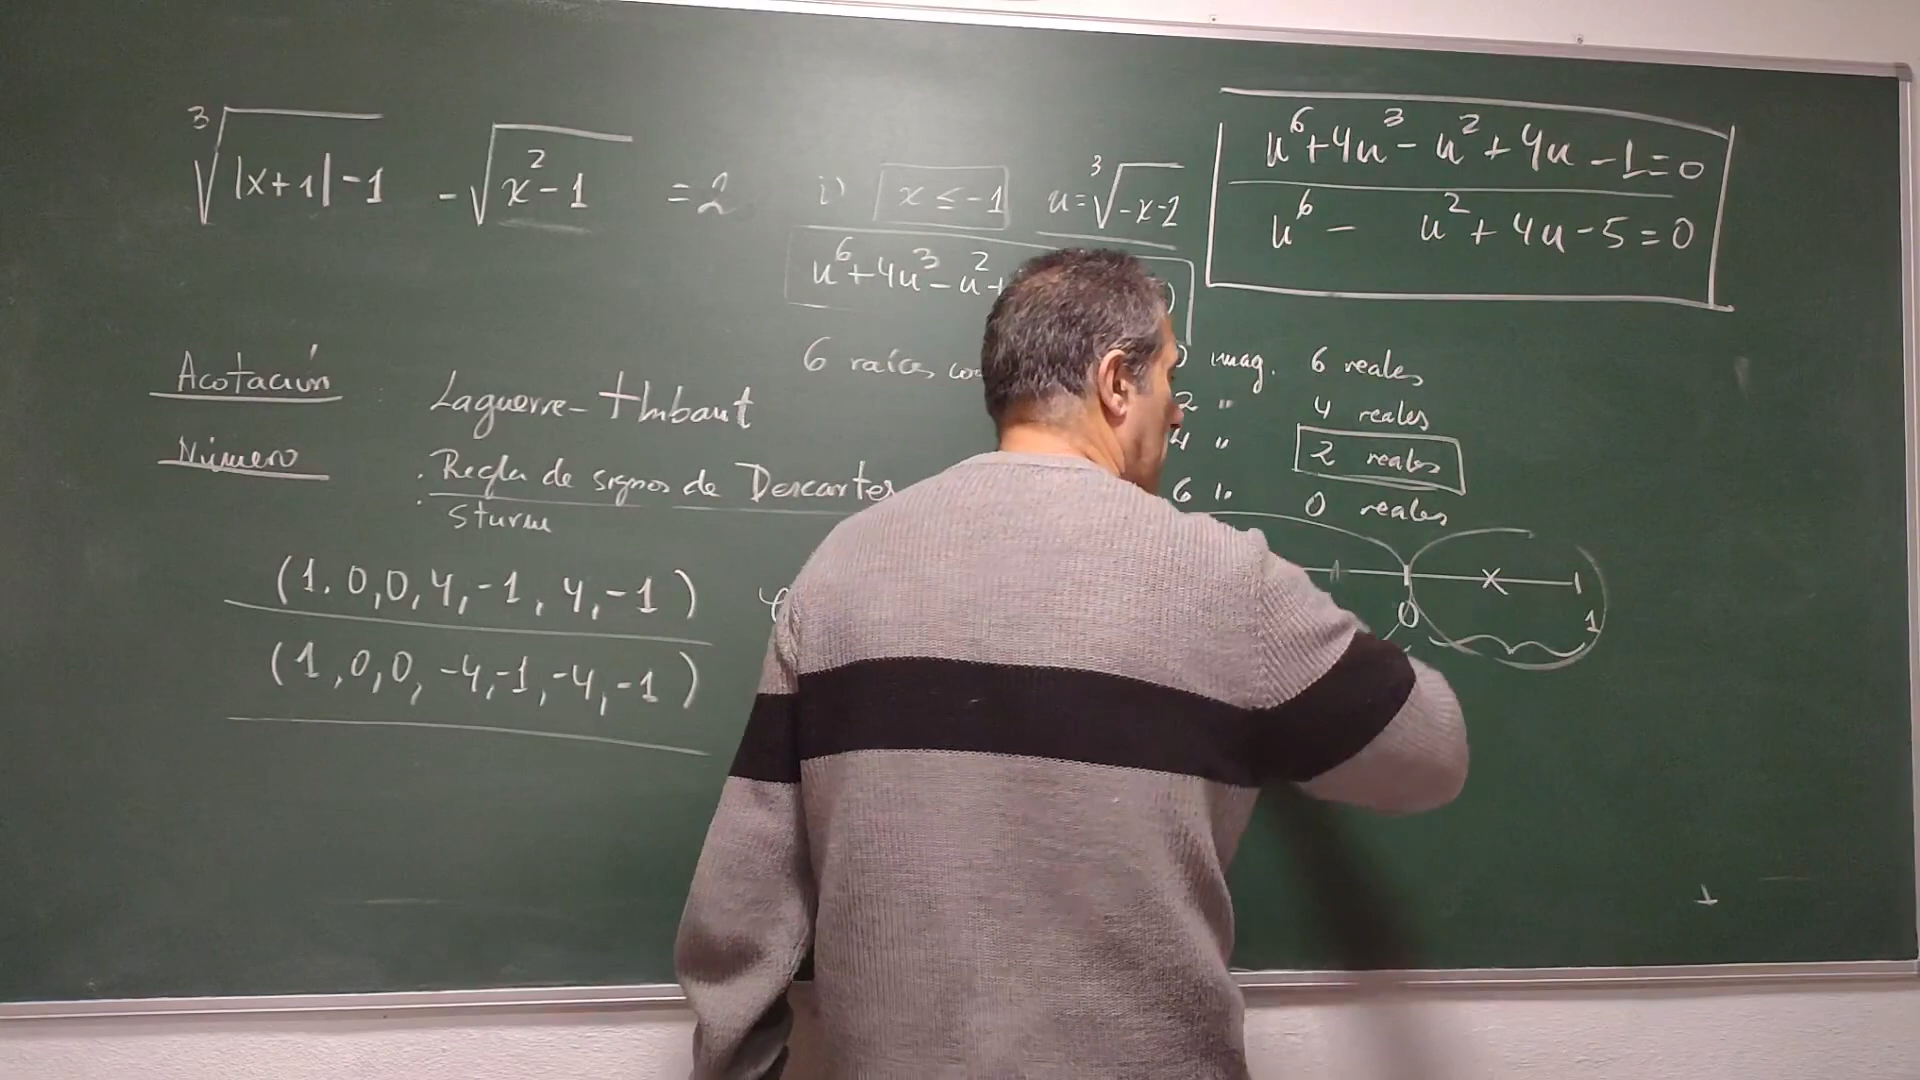 ∛(|x+1|-1) - √(x²-1) = 2
i) x ≤ -1 u = ∛(-x-2)
u⁶+4u³-u²+
u⁶+4u³-u²+4u-1=0
u⁶- u²+4u-5=0
6 raíces
imag. 6 reales
2 " 4 reales
4 " 2 reales
6 " 0 reales
Acotación
Laguerre-Thibaut
Número
. Regla de signos de Descartes
. Sturm
(1,0,0,4,-1,4,-1)
(1,0,0,-4,-1,-4,-1)
0 1
1